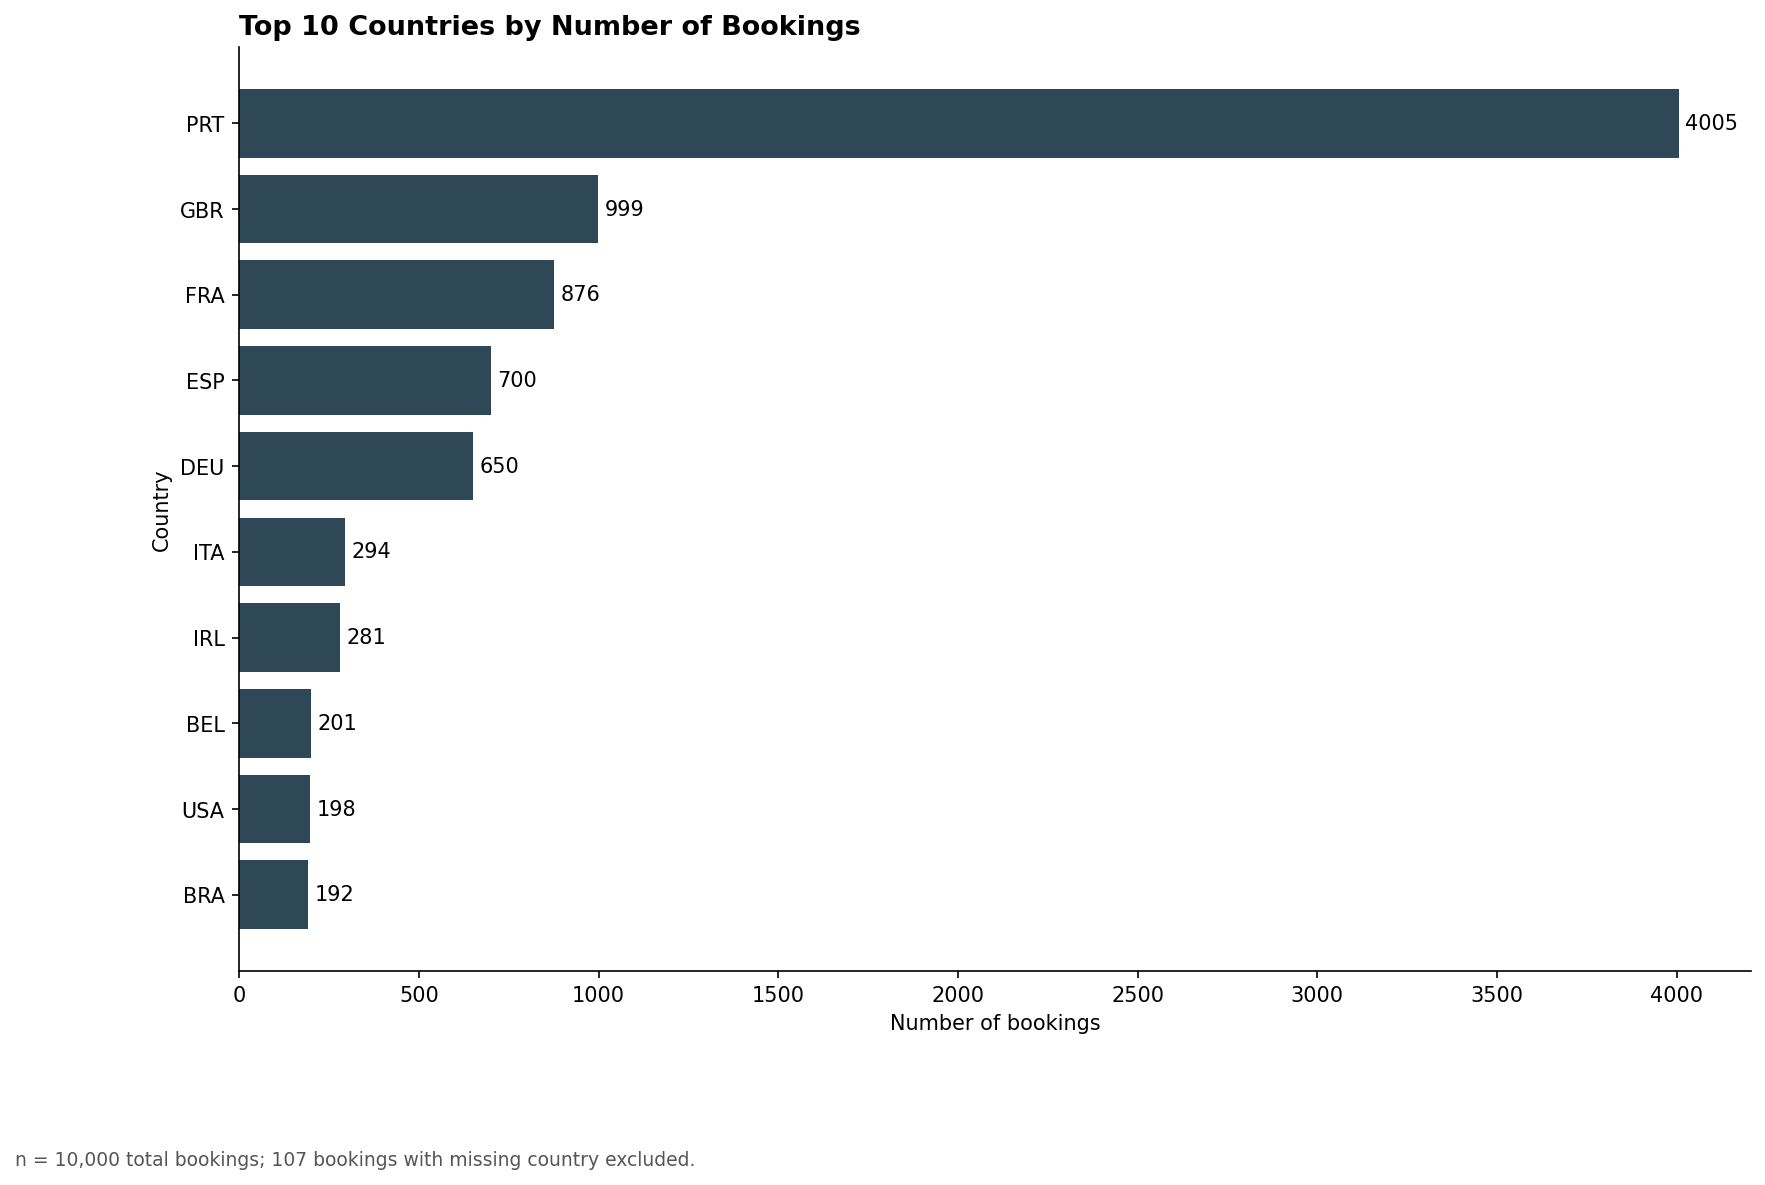 Top 10 Countries by Number of Bookings
PRT 4005
GBR 999
FRA 876
ESP 700
DEU 650
Country
ITA 294
IRL 281
BEL 201
USA 198
BRA 192
0 500 1000 1500 2000 2500 3000 3500 4000
Number of bookings
n = 10,000 total bookings; 107 bookings with missing country excluded.